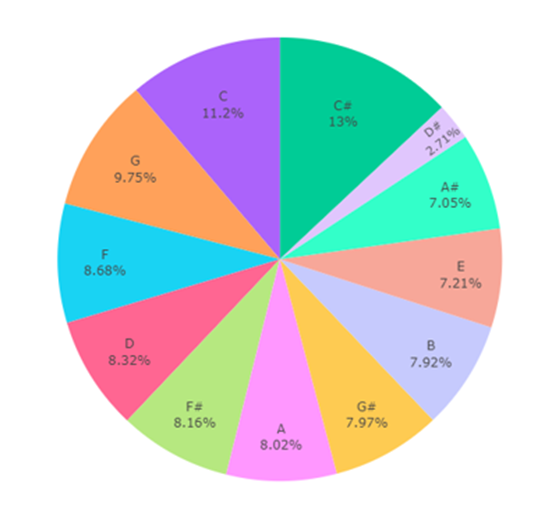 C
11.2%
C#
13%
D#
2.71%
G
9.75%
A#
7.05%
F
8.68%
E
7.21%
D
8.32%
B
7.92%
F#
8.16%
G#
7.97%
A
8.02%